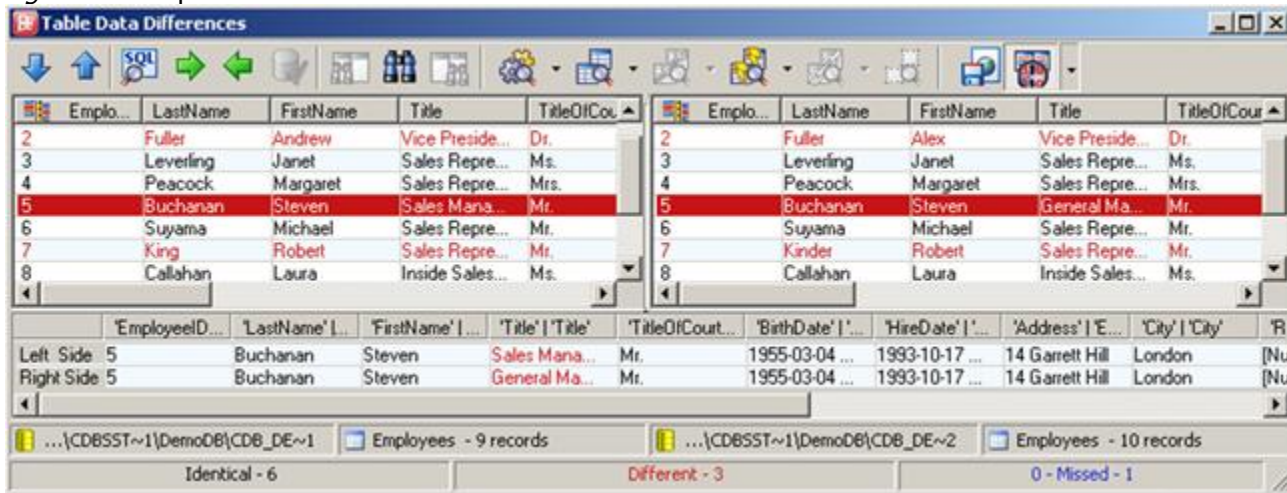 Table Data Differences
SQL
Emplo... LastName FirstName Title TitleOfCou Emplo... LastName FirstName Title TitleOfCour
2 Fuller Andrew Vice Preside... Dr. 2 Fuller Alex Vice Preside... Dr.
3 Leverling Janet Sales Repre... Ms. 3 Leverling Janet Sales Repre... Ms.
4 Peacock Margaret Sales Repre... Mrs. 4 Peacock Margaret Sales Repre... Mrs.
5 Buchanan Steven Sales Mana... Mr. 5 Buchanan Steven General Ma... Mr.
6 Suyama Michael Sales Repre... Mr. 6 Suyama Michael Sales Repre... Mr.
7 King Robert Sales Repre... Mr. 7 Kinder Robert Sales Repre... Mr.
8 Callahan Laura Inside Sales... Ms. 8 Callahan Laura Inside Sales... Ms.
'EmployeeID... 'LastName' |... 'FirstName' |... 'Title' | 'Title' 'TitleOfCourt... 'BirthDate' | '... 'HireDate' | '... 'Address' | 'E... 'City' | 'City' 'R
Left Side 5 Buchanan Steven Sales Mana... Mr. 1955-03-04 ... 1993-10-17 ... 14 Garrett Hill London [Nu
Right Side 5 Buchanan Steven General Ma... Mr. 1955-03-04 ... 1993-10-17 ... 14 Garrett Hill London [Nu
...\CDBSST~1\DemoDB\CDB_DE~1 Employees - 9 records ...\CDBSST~1\DemoDB\CDB_DE~2 Employees - 10 records
Identical - 6 Different - 3 0 - Missed - 1